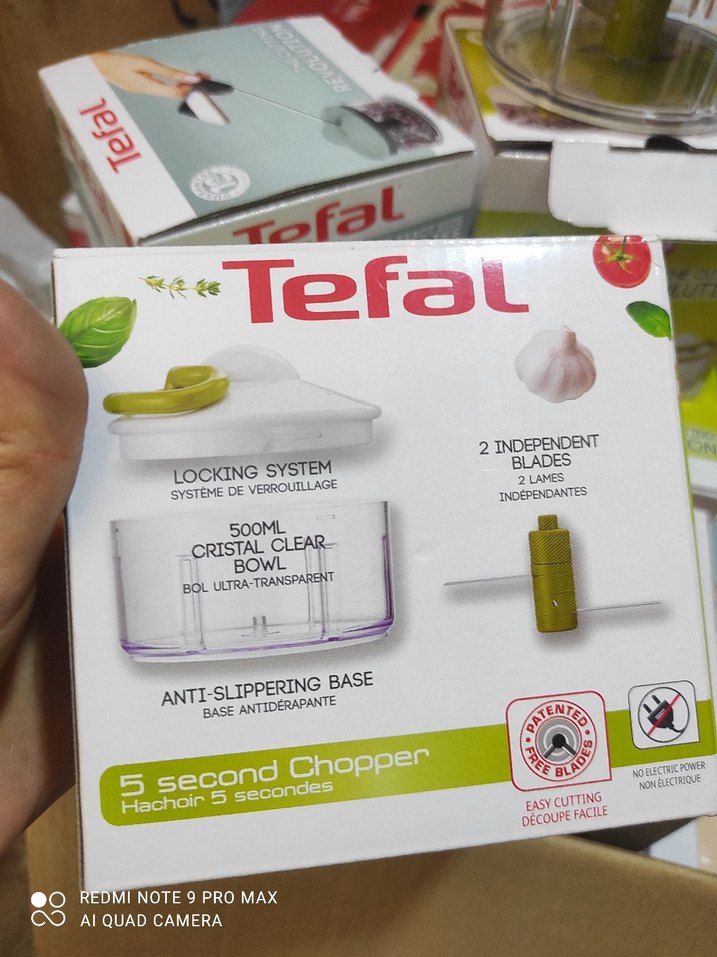 REVOLUTION
Tefal
Tefal
Tefal
LOCKING SYSTEM
SYSTÈME DE VERROUILLAGE
500ML
CRISTAL CLEAR
BOWL
BOL ULTRA-TRANSPARENT
ANTI-SLIPPERING BASE
BASE ANTIDÉRAPANTE
2 INDEPENDENT
BLADES
2 LAMES
INDÉPENDANTES
5 second Chopper
Hachoir 5 secondes
PATENTED
FREE BLADES
EASY CUTTING
DÉCOUPE FACILE
NO ELECTRIC POWER
NON ÉLECTRIQUE
REDMI NOTE 9 PRO MAX
AI QUAD CAMERA